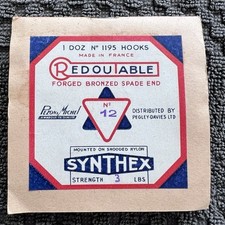 1 DOZ Nº 1195 HOOKS
MADE IN FRANCE
REDOUTABLE
FORGED BRONZED SPADE END
Nº
12
DISTRIBUTED BY
PEGLEY-DAVIES LTD
MOUNTED ON SNOODED NYLON
SYNTHEX
STRENGTH 3 LBS